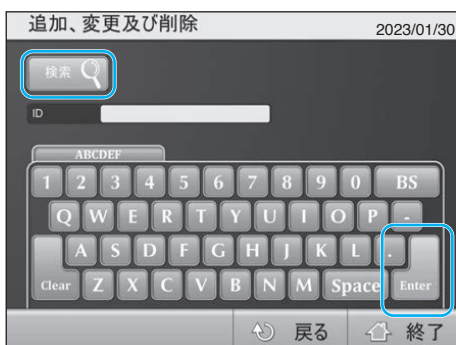 追加、変更及び削除 2023/01/30
検索
ID
ABCDEF
1 2 3 4 5 6 7 8 9 0 BS
Q W E R T Y U I O P -
A S D F G H J K L .
Clear Z X C V B N M Space Enter
戻る 終了